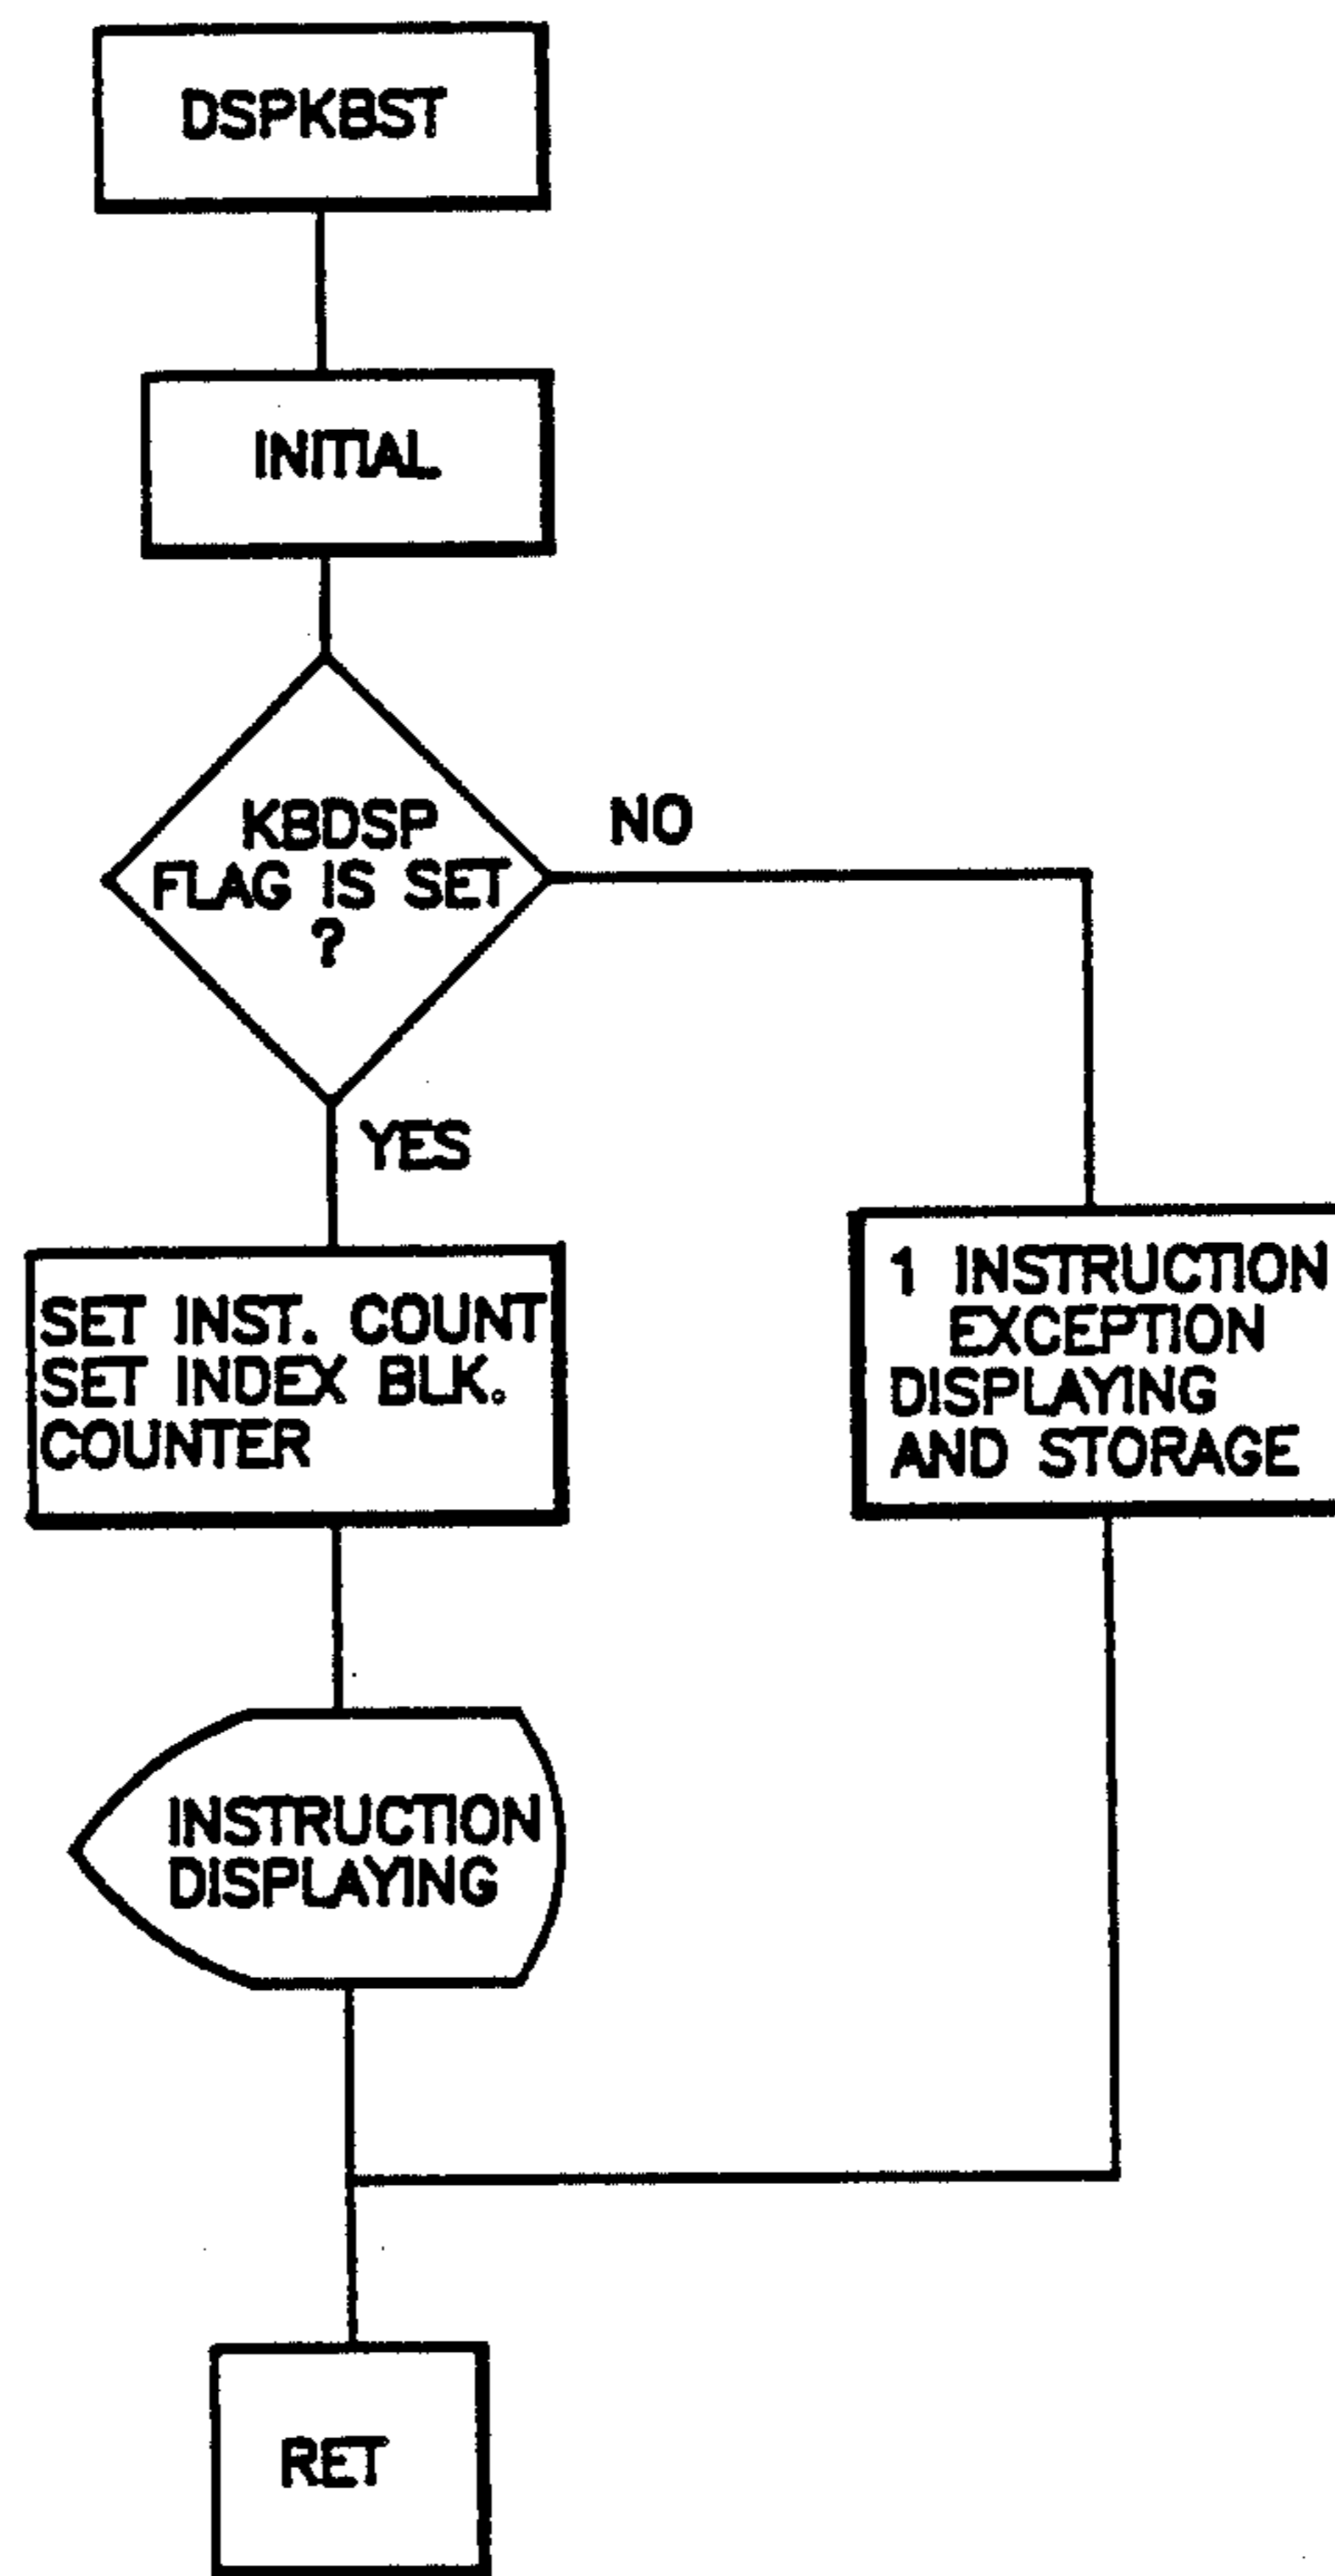 DSPKBST
INITIAL
KBDSP
FLAG IS SET
?
NO
YES
SET INST. COUNT
SET INDEX BLK.
COUNTER
1 INSTRUCTION
EXCEPTION
DISPLAYING
AND STORAGE
INSTRUCTION
DISPLAYING
RET